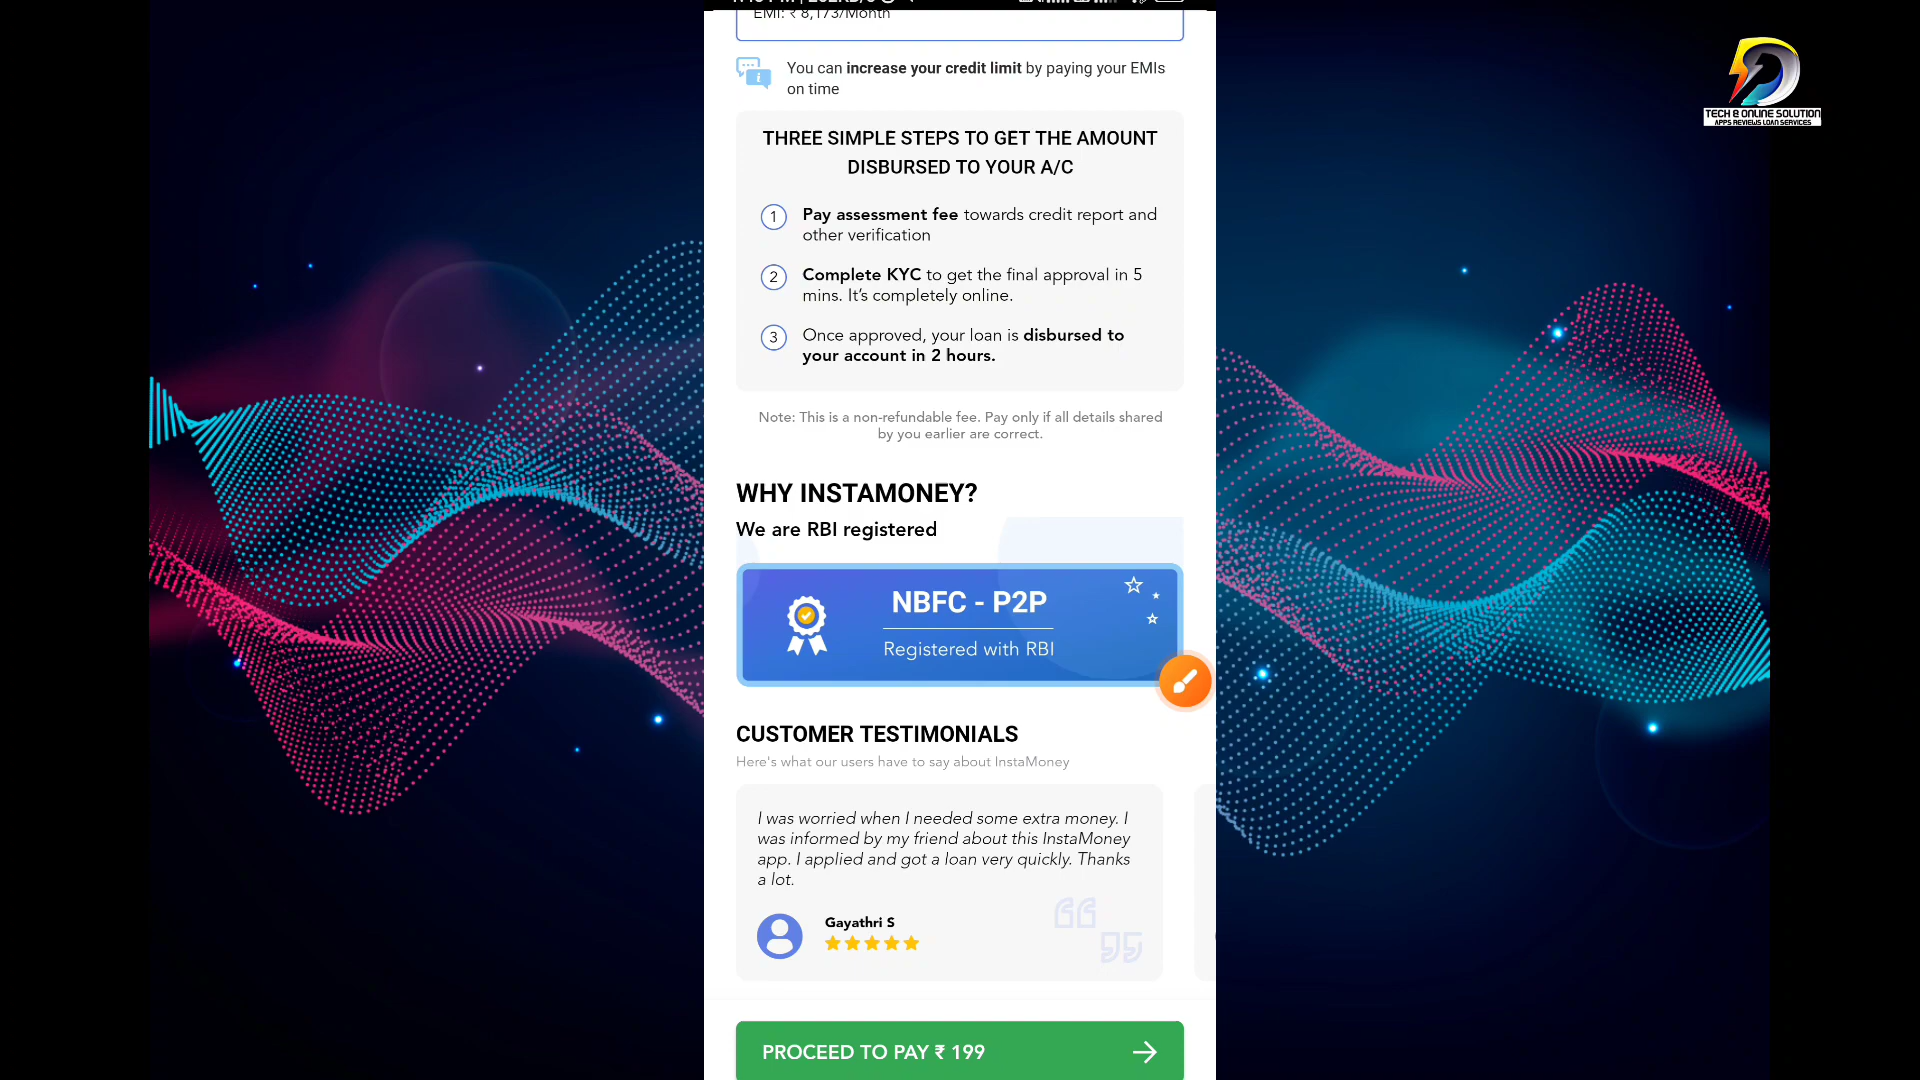 EMI: ₹ 8,173/Month
You can increase your credit limit by paying your EMIs
on time
THREE SIMPLE STEPS TO GET THE AMOUNT
DISBURSED TO YOUR A/C
1 Pay assessment fee towards credit report and
other verification
2 Complete KYC to get the final approval in 5
mins. It’s completely online.
3 Once approved, your loan is disbursed to
your account in 2 hours.
Note: This is a non-refundable fee. Pay only if all details shared
by you earlier are correct.
WHY INSTAMONEY?
We are RBI registered
NBFC - P2P
Registered with RBI
CUSTOMER TESTIMONIALS
Here's what our users have to say about InstaMoney
I was worried when I needed some extra money. I
was informed by my friend about this InstaMoney
app. I applied and got a loan very quickly. Thanks
a lot.
Gayathri S
PROCEED TO PAY ₹ 199
TECH & ONLINE SOLUTION
APPS REVIEWS LOAN SERVICES